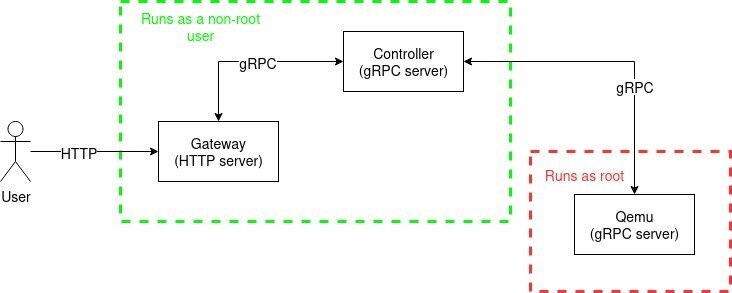 Runs as a non-root
user
Controller
(gRPC server)
gRPC
gRPC
Gateway
(HTTP server)
HTTP
User
Runs as root
Qemu
(gRPC server)